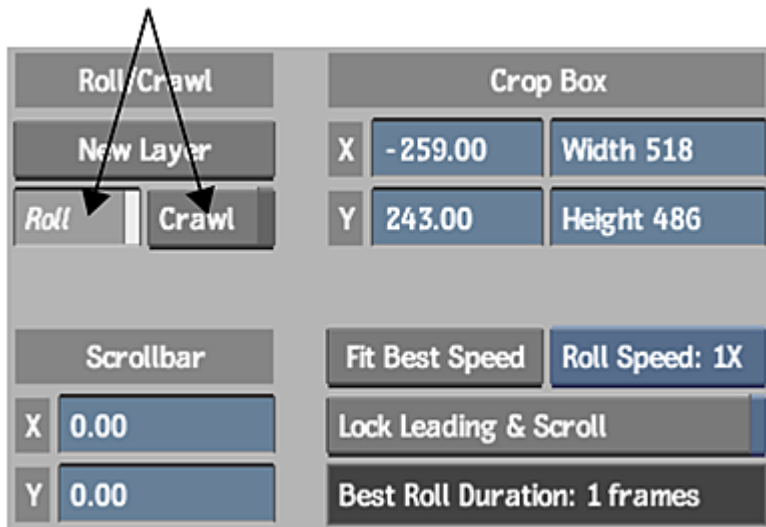 Roll/Crawl
Crop Box
New Layer
X -259.00 Width 518
Roll Crawl
Y 243.00 Height 486
Scrollbar
Fit Best Speed Roll Speed: 1X
X 0.00
Lock Leading & Scroll
Y 0.00
Best Roll Duration: 1 frames